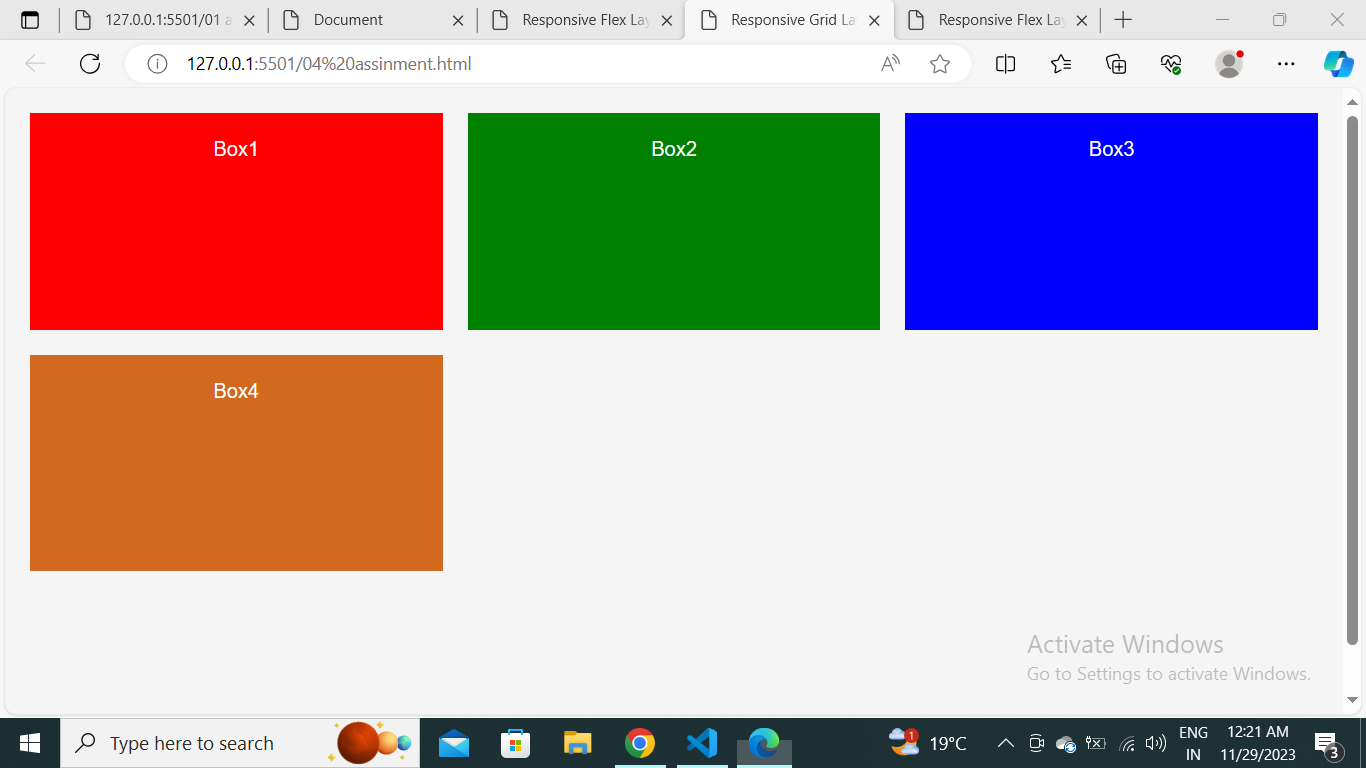 127.0.0.1:5501/01 a
Document
Responsive Flex Lay
Responsive Grid La
Responsive Flex Lay
127.0.0.1:5501/04%20assinment.html
Box1
Box2
Box3
Box4
Activate Windows
Go to Settings to activate Windows.
Type here to search
1
19°C
ENG
IN
12:21 AM
11/29/2023
3